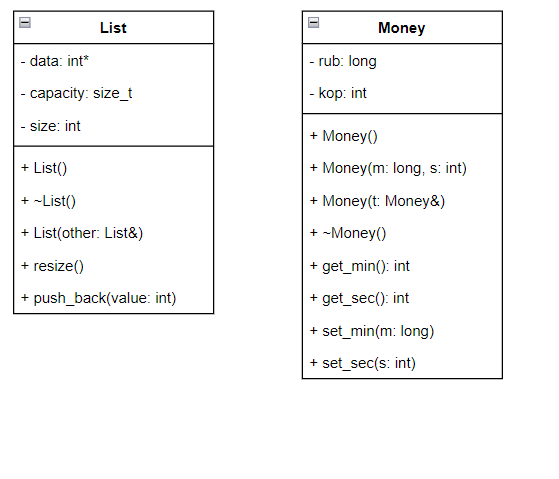 List
- data: int*
- capacity: size_t
- size: int
+ List()
+ ~List()
+ List(other: List&)
+ resize()
+ push_back(value: int)
Money
- rub: long
- kop: int
+ Money()
+ Money(m: long, s: int)
+ Money(t: Money&)
+ ~Money()
+ get_min(): int
+ get_sec(): int
+ set_min(m: long)
+ set_sec(s: int)